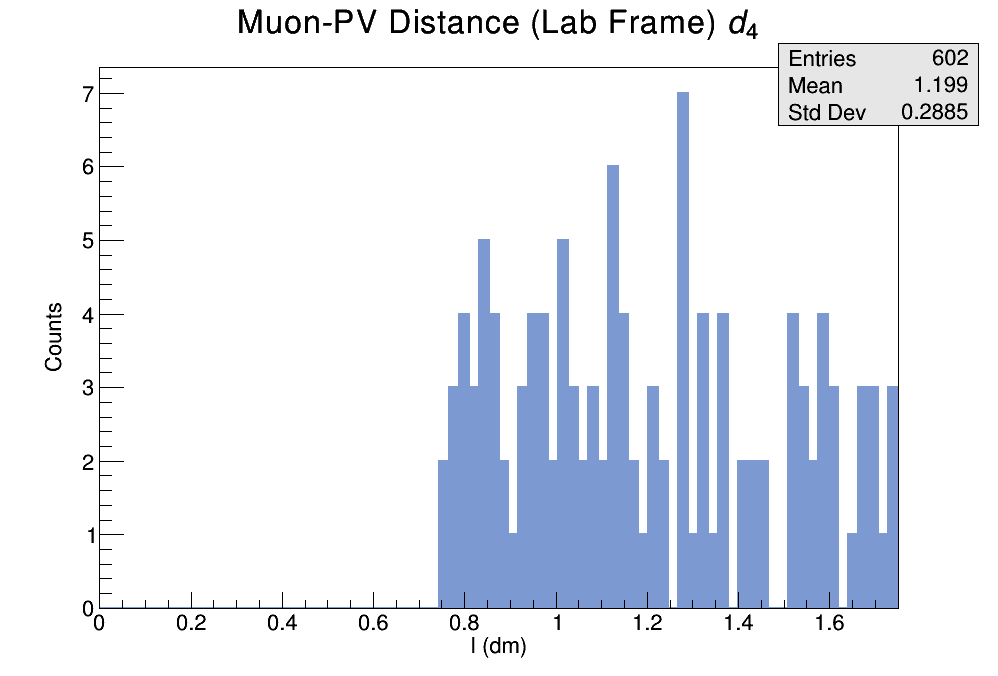 Muon-PV Distance (Lab Frame) d₄
Entries 602
Mean 1.199
Std Dev 0.2885
Counts
7
6
5
4
3
2
1
0
0 0.2 0.4 0.6 0.8 1 1.2 1.4 1.6
l (dm)